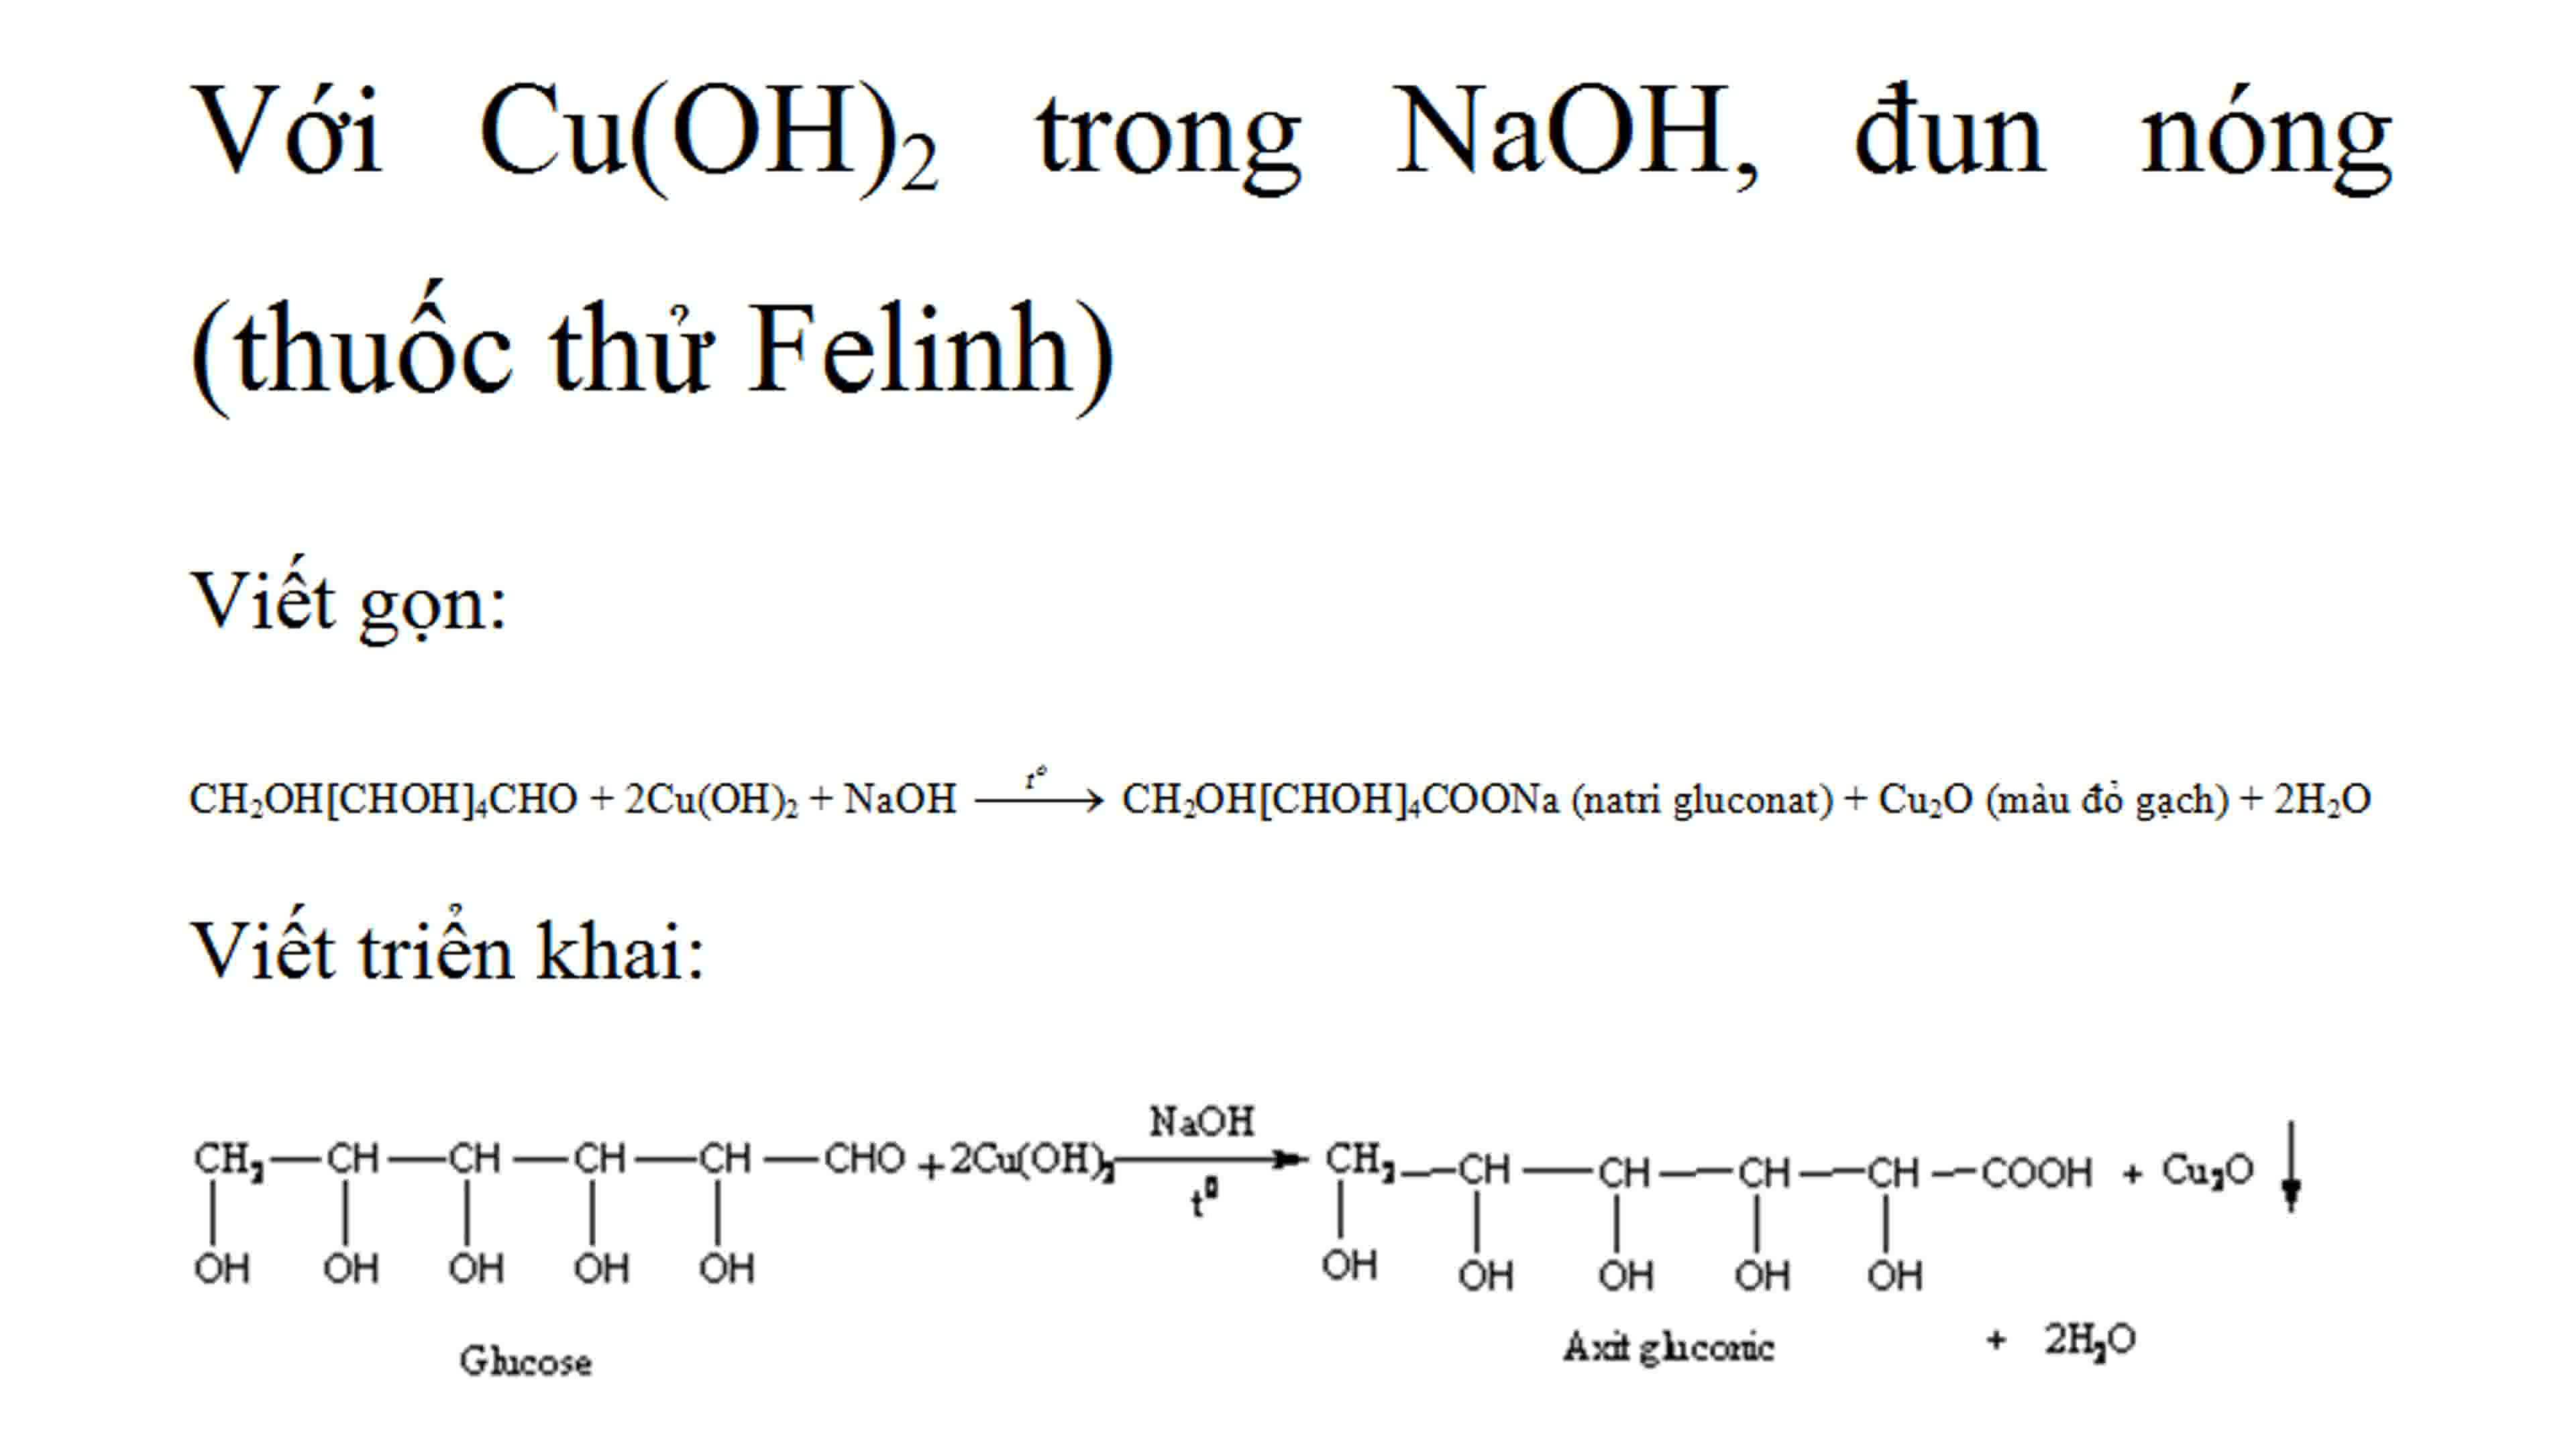 Với Cu(OH)₂ trong NaOH, đun nóng
(thuốc thử Felinh)
Viết gọn:
CH₂OH[CHOH]₄CHO + 2Cu(OH)₂ + NaOH —t°→ CH₂OH[CHOH]₄COONa (natri gluconat) + Cu₂O (màu đỏ gạch) + 2H₂O
Viết triển khai:
NaOH
CH₂—CH—CH—CH—CH—CHO + 2Cu(OH)₂ → CH₂—CH—CH—CH—CH—COOH + Cu₂O ↓
t⁰
OH OH OH OH OH OH OH OH OH OH
Glucose Axit gluconic + 2H₂O